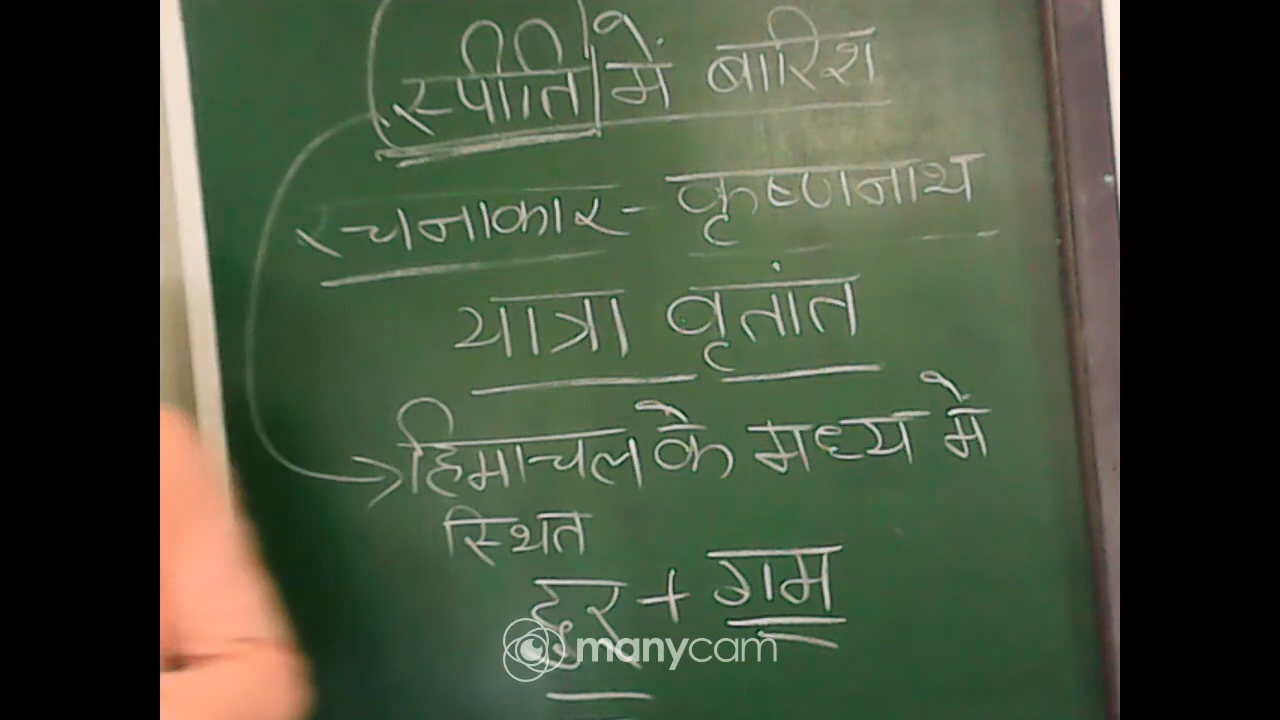 स्पीति में बारिश
रचनाकार - कृष्णनाथ
यात्रा वृतांत
हिमाचल के मध्य में
स्थित
दुर + गम
manycam